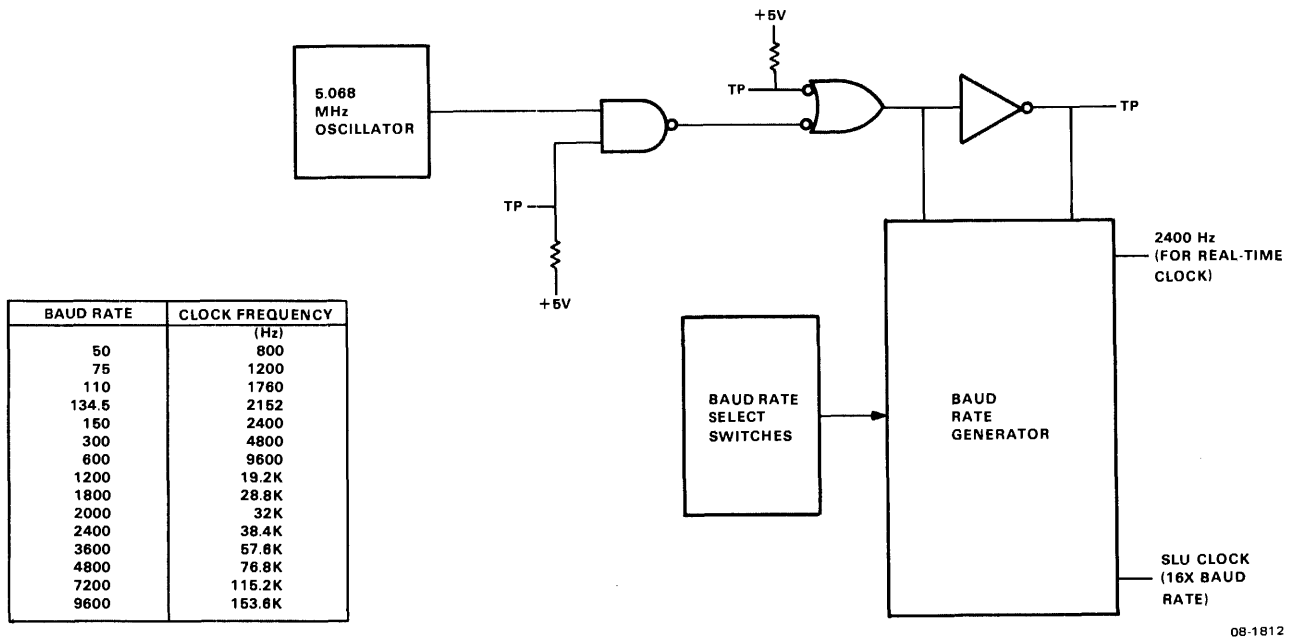 +5V
5.068
MHz
OSCILLATOR
TP
TP
TP
+5V
2400 Hz
(FOR REAL-TIME
CLOCK)
BAUD RATE
SELECT
SWITCHES
BAUD
RATE
GENERATOR
SLU CLOCK
(16X BAUD
RATE)
BAUD RATE CLOCK FREQUENCY
(Hz)
50 800
75 1200
110 1760
134.5 2152
150 2400
300 4800
600 9600
1200 19.2K
1800 28.8K
2000 32K
2400 38.4K
3600 57.6K
4800 76.8K
7200 115.2K
9600 153.6K
08-1812